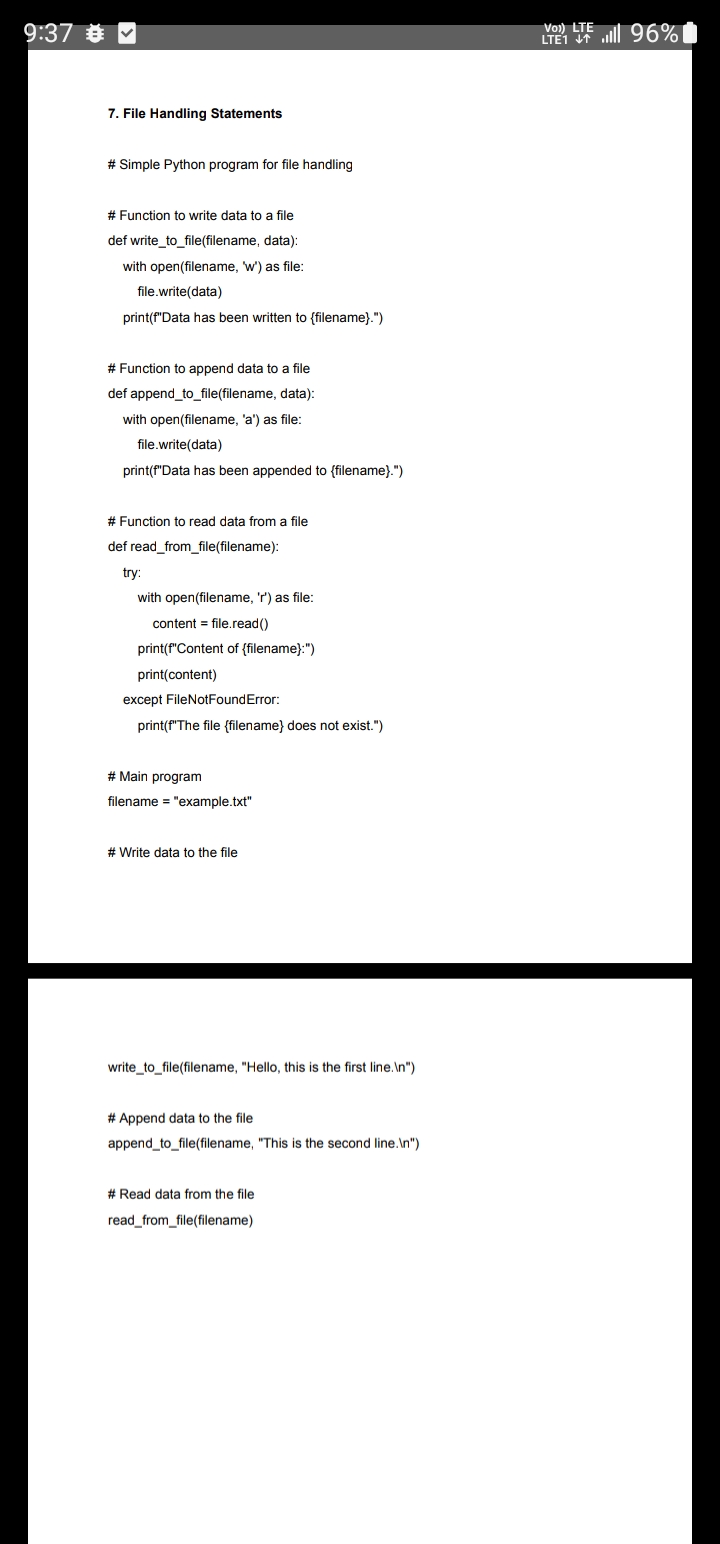 9:37
Vo)) LTE
LTE1
96%
7. File Handling Statements
# Simple Python program for file handling
# Function to write data to a file
def write_to_file(filename, data):
    with open(filename, 'w') as file:
        file.write(data)
    print(f"Data has been written to {filename}.")
# Function to append data to a file
def append_to_file(filename, data):
    with open(filename, 'a') as file:
        file.write(data)
    print(f"Data has been appended to {filename}.")
# Function to read data from a file
def read_from_file(filename):
    try:
        with open(filename, 'r') as file:
            content = file.read()
        print(f"Content of {filename}:")
        print(content)
    except FileNotFoundError:
        print(f"The file {filename} does not exist.")
# Main program
filename = "example.txt"
# Write data to the file
write_to_file(filename, "Hello, this is the first line.\n")
# Append data to the file
append_to_file(filename, "This is the second line.\n")
# Read data from the file
read_from_file(filename)